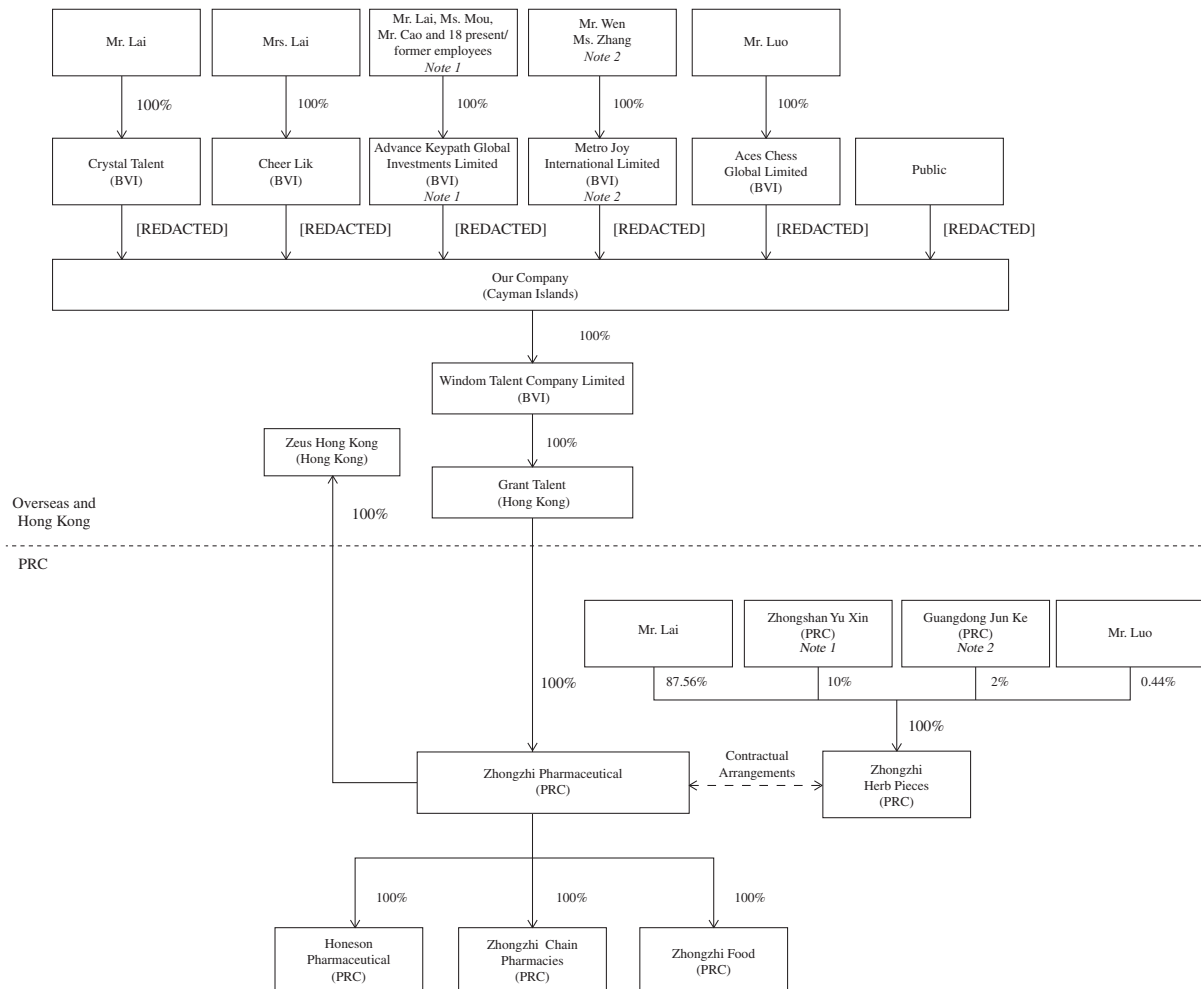 Mr. Lai
Mrs. Lai
Mr. Lai, Ms. Mou,
Mr. Cao and 18 present/
former employees
Note 1
Mr. Wen
Ms. Zhang
Note 2
Mr. Luo
100%
100%
100%
100%
100%
Crystal Talent
(BVI)
Cheer Lik
(BVI)
Advance Keypath Global
Investments Limited
(BVI)
Note 1
Metro Joy
International Limited
(BVI)
Note 2
Aces Chess
Global Limited
(BVI)
Public
[REDACTED]
[REDACTED]
[REDACTED]
[REDACTED]
[REDACTED]
[REDACTED]
Our Company
(Cayman Islands)
100%
Windom Talent Company Limited
(BVI)
100%
Zeus Hong Kong
(Hong Kong)
Grant Talent
(Hong Kong)
100%
Overseas and
Hong Kong
PRC
Mr. Lai
Zhongshan Yu Xin
(PRC)
Note 1
Guangdong Jun Ke
(PRC)
Note 2
Mr. Luo
100%
87.56%
10%
2%
0.44%
100%
Zhongzhi Pharmaceutical
(PRC)
Contractual
Arrangements
Zhongzhi
Herb Pieces
(PRC)
100%
100%
100%
Honeson
Pharmaceutical
(PRC)
Zhongzhi Chain
Pharmacies
(PRC)
Zhongzhi Food
(PRC)